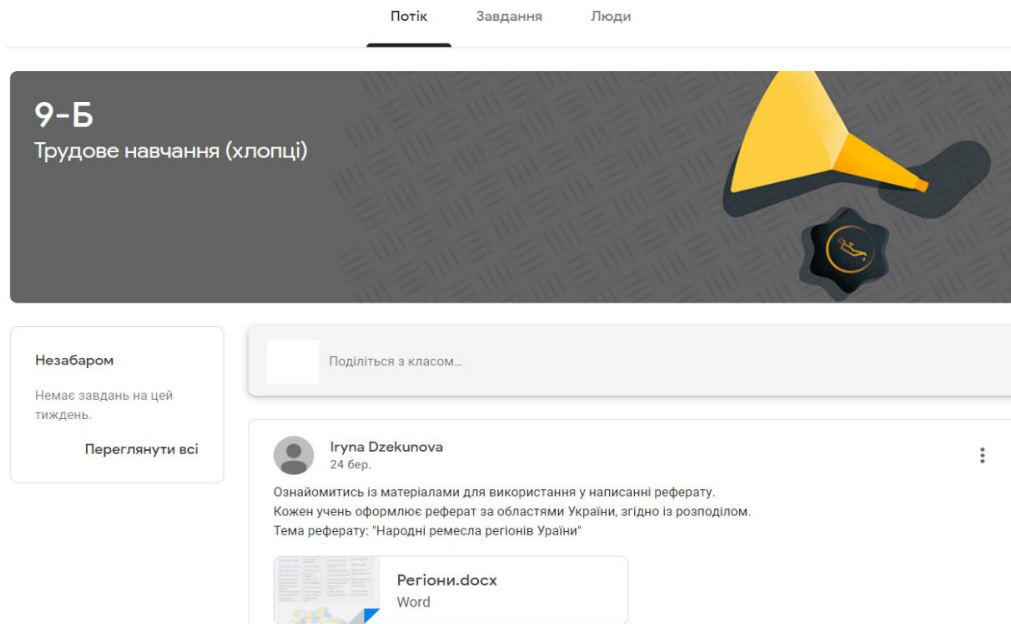 Потік Завдання Люди
9-Б
Трудове навчання (хлопці)
Незабаром
Немає завдань на цей
тиждень.
Переглянути всі
Поділіться з класом...
Iryna Dzekunova
24 бер.
Ознайомитись із матеріалами для використання у написанні реферату.
Кожен учень оформлює реферат за областями України, згідно із розподілом.
Тема реферату: "Народні ремесла регіонів Ураїни"
Регіони.docx
Word